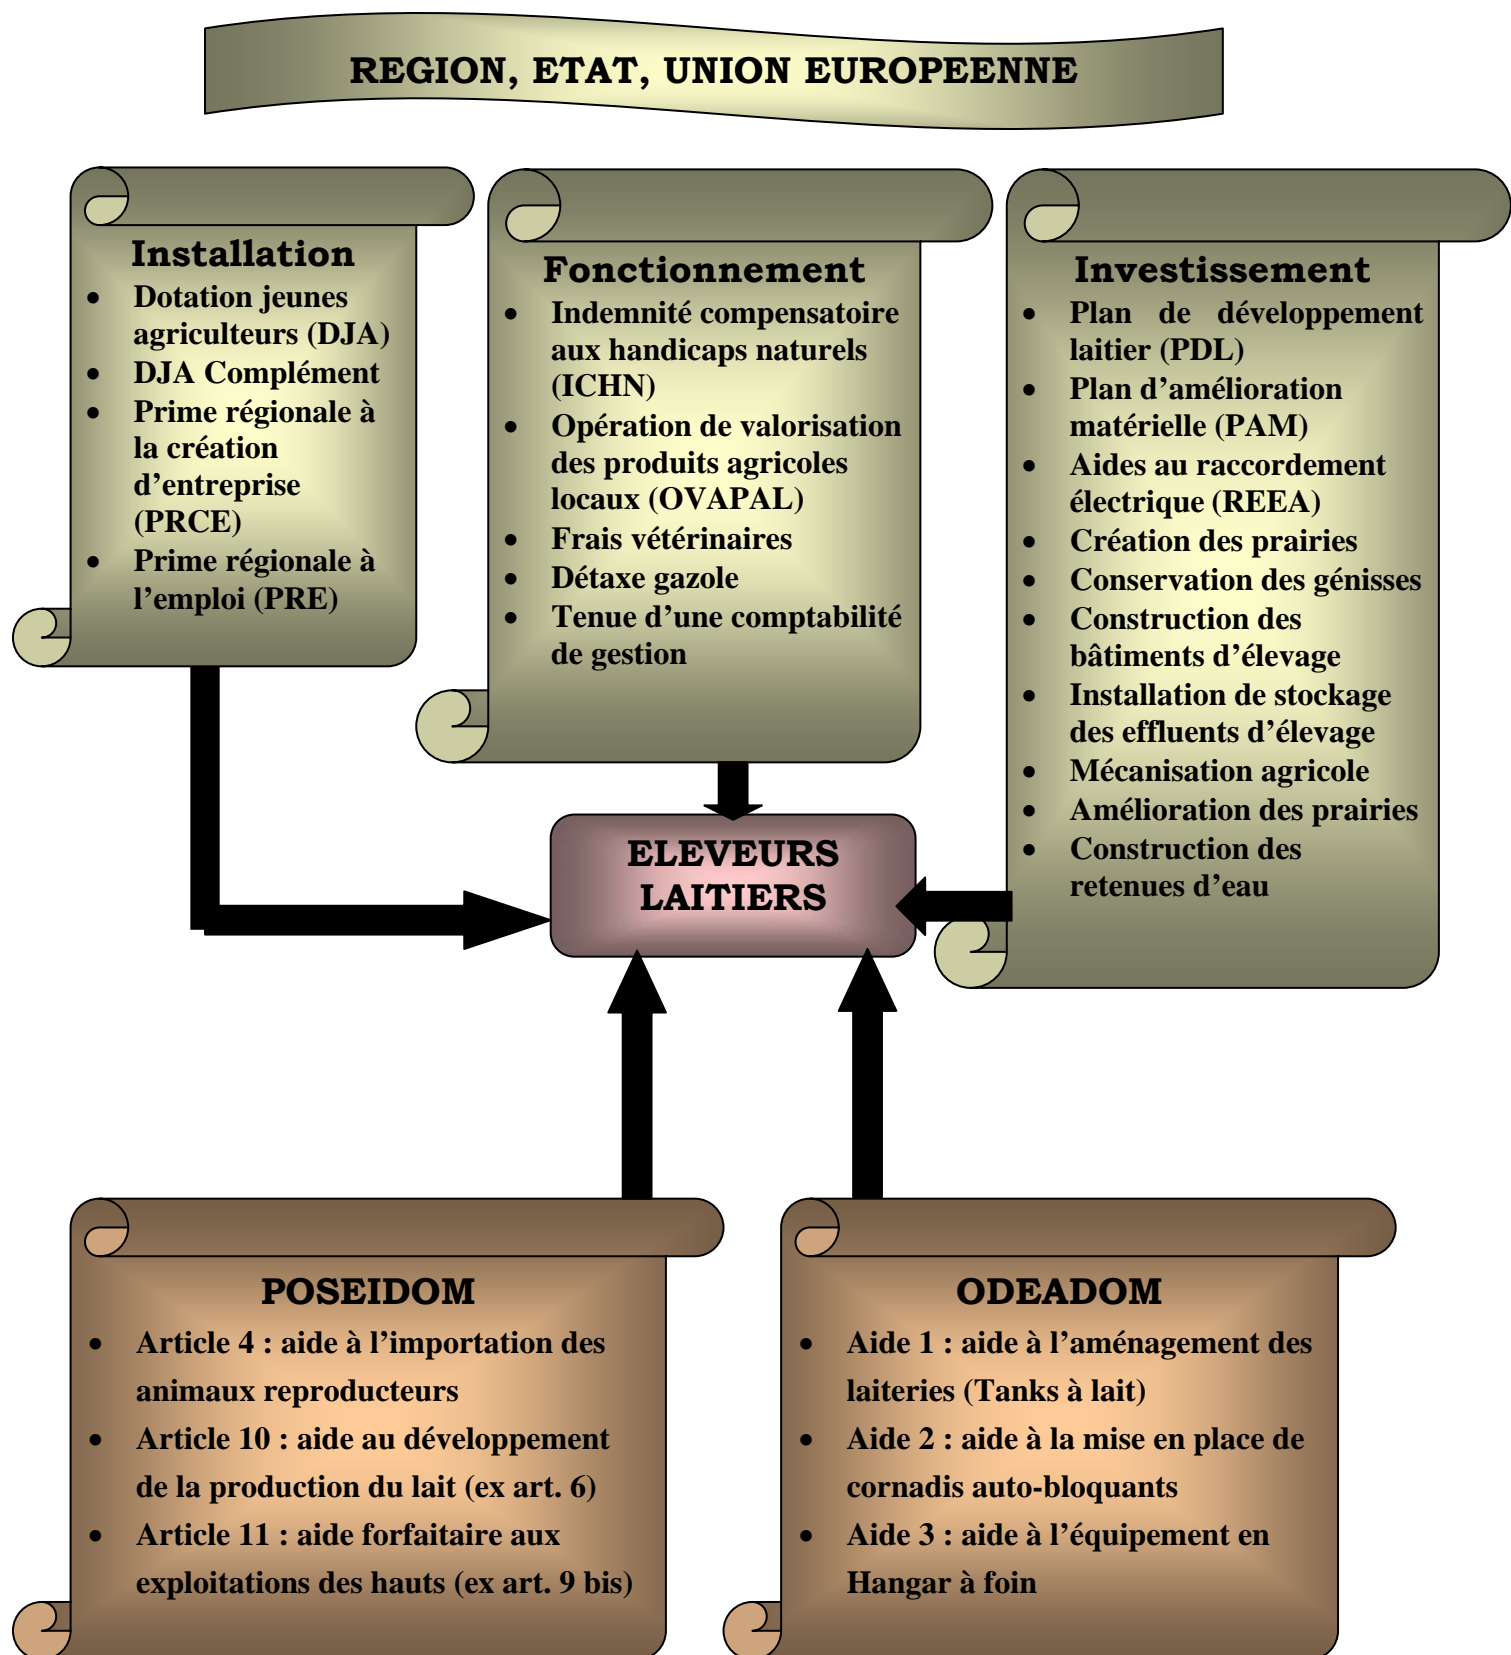 REGION, ETAT, UNION EUROPEENNE
Installation
• Dotation jeunes
agriculteurs (DJA)
• DJA Complément
• Prime régionale à
la création
d’entreprise
(PRCE)
• Prime régionale à
l’emploi (PRE)
Fonctionnement
• Indemnité compensatoire
aux handicaps naturels
(ICHN)
• Opération de valorisation
des produits agricoles
locaux (OVAPAL)
• Frais vétérinaires
• Détaxe gazole
• Tenue d’une comptabilité
de gestion
Investissement
• Plan de développement
laitier (PDL)
• Plan d’amélioration
matérielle (PAM)
• Aides au raccordement
électrique (REEA)
• Création des prairies
• Conservation des génisses
• Construction des
bâtiments d’élevage
• Installation de stockage
des effluents d’élevage
• Mécanisation agricole
• Amélioration des prairies
• Construction des
retenues d’eau
ELEVEURS
LAITIERS
POSEIDOM
• Article 4 : aide à l’importation des
animaux reproducteurs
• Article 10 : aide au développement
de la production du lait (ex art. 6)
• Article 11 : aide forfaitaire aux
exploitations des hauts (ex art. 9 bis)
ODEADOM
• Aide 1 : aide à l’aménagement des
laiteries (Tanks à lait)
• Aide 2 : aide à la mise en place de
cornadis auto-bloquants
• Aide 3 : aide à l’équipement en
Hangar à foin